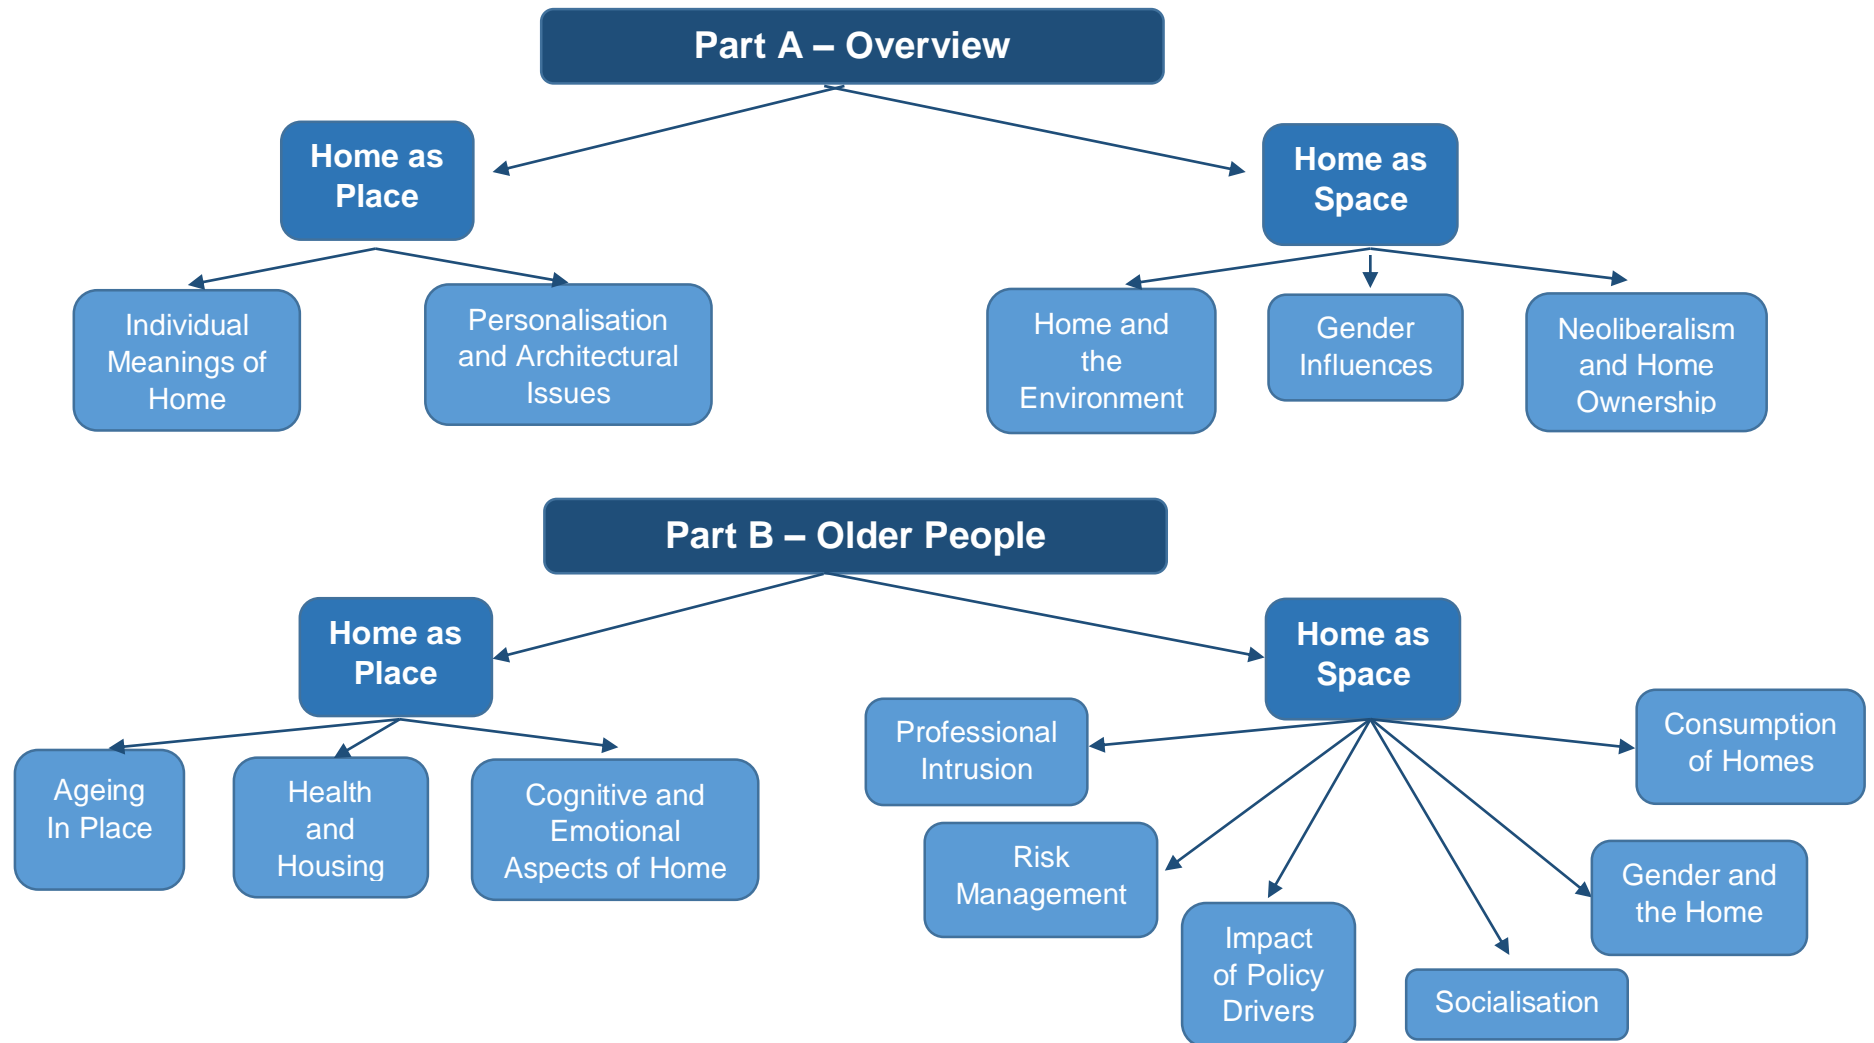 Part A – Overview
Home as
Place
Home as
Space
Individual
Meanings of
Home
Personalisation
and Architectural
Issues
Home and
the
Environment
Gender
Influences
Neoliberalism
and Home
Ownership
Part B – Older People
Home as
Place
Home as
Space
Ageing
In Place
Health
and
Housing
Cognitive and
Emotional
Aspects of Home
Professional
Intrusion
Risk
Management
Impact
of Policy
Drivers
Socialisation
Gender and
the Home
Consumption
of Homes